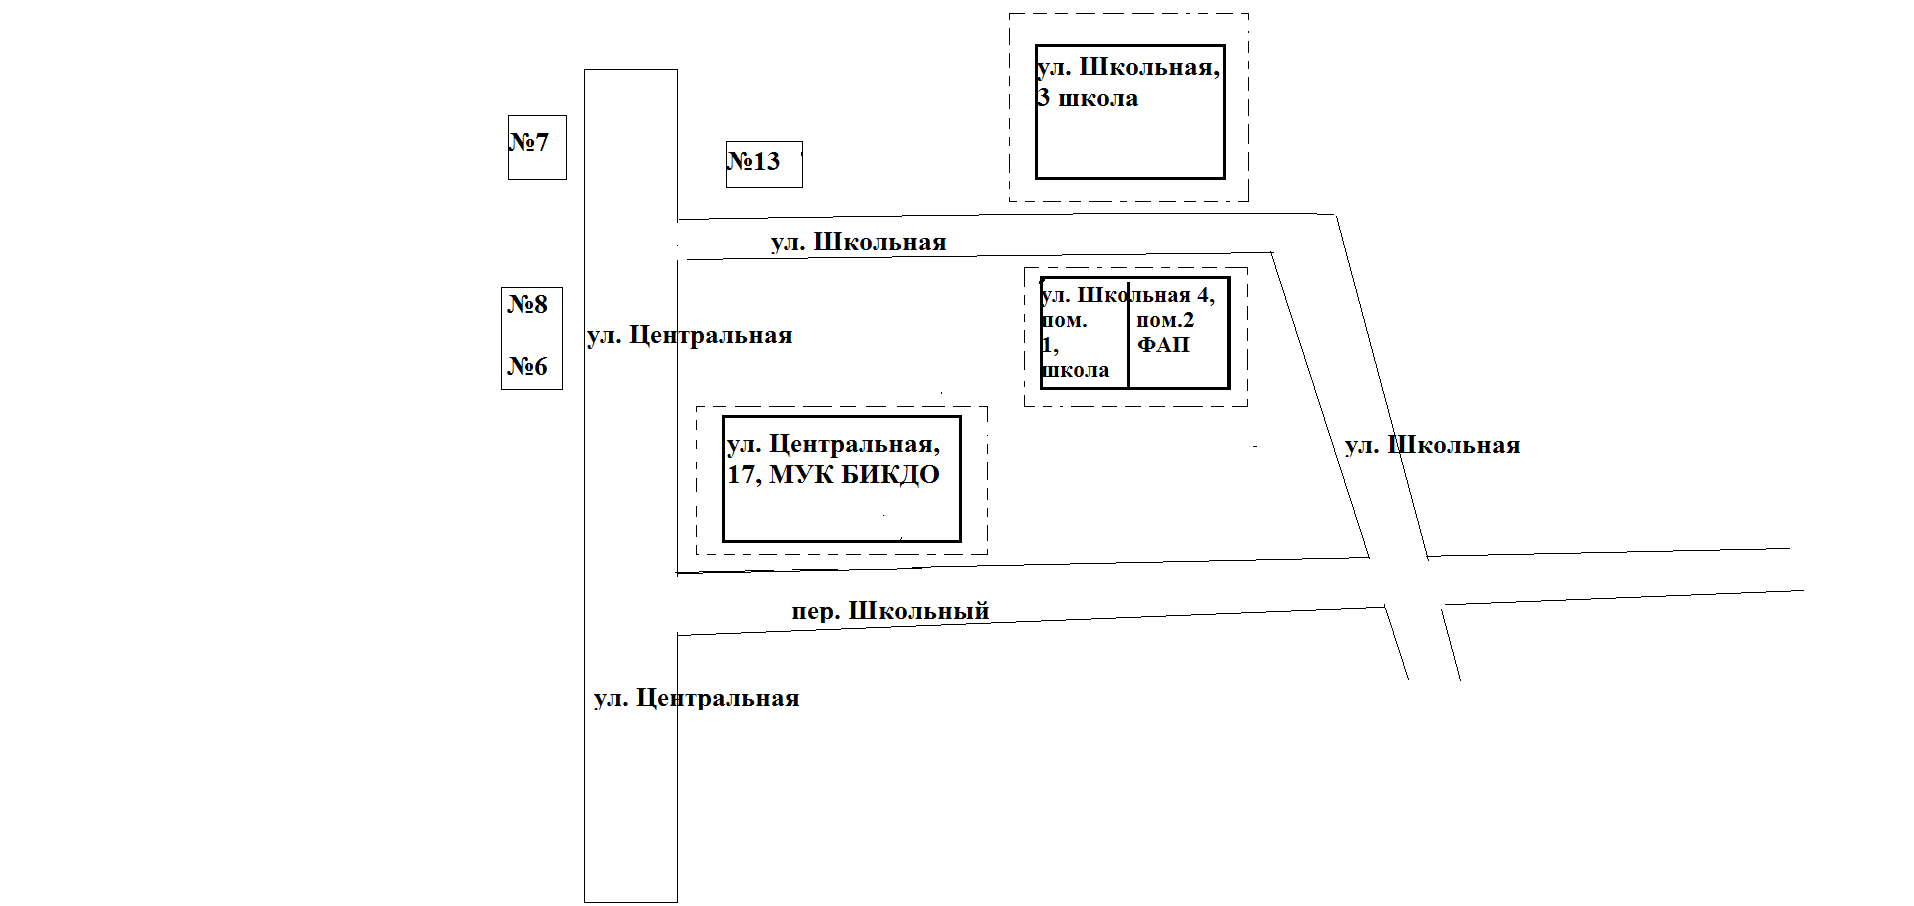 ул. Школьная,
3 школа
№7
№13
ул. Школьная
ул. Школьная 4,
пом. пом.2
1, ФАП
школа
№8
ул. Центральная
№6
ул. Центральная,
17, МУК БИКДО
ул. Школьная
пер. Школьный
ул. Центральная